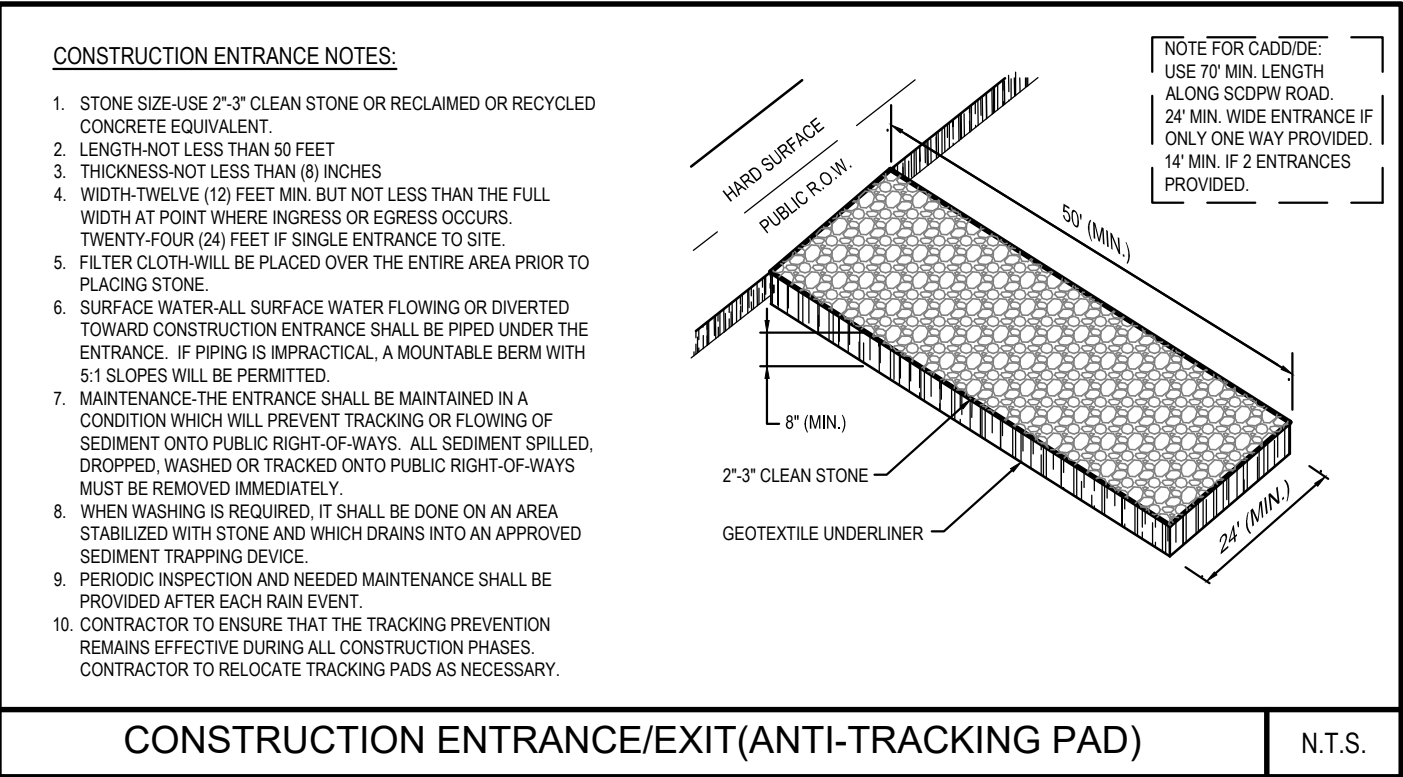 CONSTRUCTION ENTRANCE NOTES:
1. STONE SIZE-USE 2"-3" CLEAN STONE OR RECLAIMED OR RECYCLED
CONCRETE EQUIVALENT.
2. LENGTH-NOT LESS THAN 50 FEET
3. THICKNESS-NOT LESS THAN (8) INCHES
4. WIDTH-TWELVE (12) FEET MIN. BUT NOT LESS THAN THE FULL
WIDTH AT POINT WHERE INGRESS OR EGRESS OCCURS.
TWENTY-FOUR (24) FEET IF SINGLE ENTRANCE TO SITE.
5. FILTER CLOTH-WILL BE PLACED OVER THE ENTIRE AREA PRIOR TO
PLACING STONE.
6. SURFACE WATER-ALL SURFACE WATER FLOWING OR DIVERTED
TOWARD CONSTRUCTION ENTRANCE SHALL BE PIPED UNDER THE
ENTRANCE. IF PIPING IS IMPRACTICAL, A MOUNTABLE BERM WITH
5:1 SLOPES WILL BE PERMITTED.
7. MAINTENANCE-THE ENTRANCE SHALL BE MAINTAINED IN A
CONDITION WHICH WILL PREVENT TRACKING OR FLOWING OF
SEDIMENT ONTO PUBLIC RIGHT-OF-WAYS. ALL SEDIMENT SPILLED,
DROPPED, WASHED OR TRACKED ONTO PUBLIC RIGHT-OF-WAYS
MUST BE REMOVED IMMEDIATELY.
8. WHEN WASHING IS REQUIRED, IT SHALL BE DONE ON AN AREA
STABILIZED WITH STONE AND WHICH DRAINS INTO AN APPROVED
SEDIMENT TRAPPING DEVICE.
9. PERIODIC INSPECTION AND NEEDED MAINTENANCE SHALL BE
PROVIDED AFTER EACH RAIN EVENT.
10. CONTRACTOR TO ENSURE THAT THE TRACKING PREVENTION
REMAINS EFFECTIVE DURING ALL CONSTRUCTION PHASES.
CONTRACTOR TO RELOCATE TRACKING PADS AS NECESSARY.
NOTE FOR CADD/DE:
USE 70' MIN. LENGTH
ALONG SCDPW ROAD.
24' MIN. WIDE ENTRANCE IF
ONLY ONE WAY PROVIDED.
14' MIN. IF 2 ENTRANCES
PROVIDED.
HARD SURFACE
PUBLIC R.O.W.
50' (MIN.)
8" (MIN.)
2"-3" CLEAN STONE
GEOTEXTILE UNDERLINER
24' (MIN.)
CONSTRUCTION ENTRANCE/EXIT(ANTI-TRACKING PAD)
N.T.S.